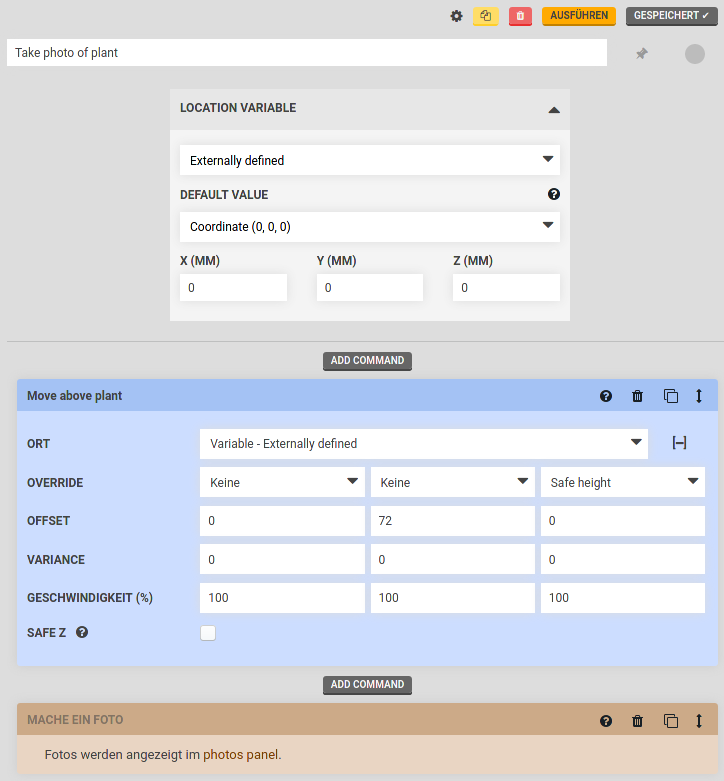 AUSFÜHREN GESPEICHERT ✓
Take photo of plant
LOCATION VARIABLE
Externally defined
DEFAULT VALUE
Coordinate (0, 0, 0)
X (MM) Y (MM) Z (MM)
0 0 0
ADD COMMAND
Move above plant
ORT Variable - Externally defined [–]
OVERRIDE Keine Keine Safe height
OFFSET 0 72 0
VARIANCE 0 0 0
GESCHWINDIGKEIT (%) 100 100 100
SAFE Z
ADD COMMAND
MACHE EIN FOTO
Fotos werden angezeigt im photos panel.